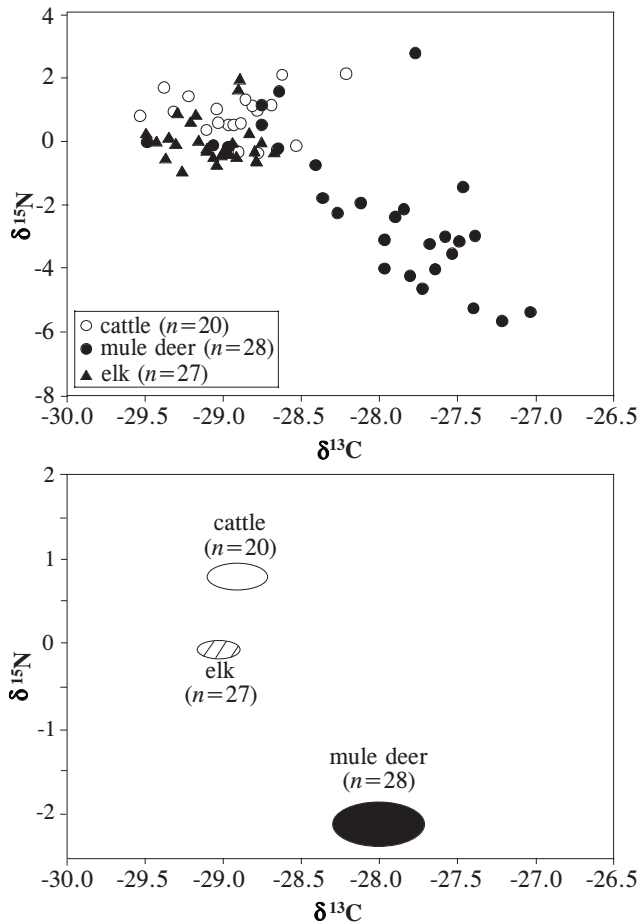 4
2
0
-2
-4
-6
-8
δ15N
○ cattle (n=20)
● mule deer (n=28)
▲ elk (n=27)
-30.0 -29.5 -29.0 -28.5 -28.0 -27.5 -27.0 -26.5
δ13C
2
1
0
-1
-2
δ15N
cattle
(n=20)
elk
(n=27)
mule deer
(n=28)
-30.0 -29.5 -29.0 -28.5 -28.0 -27.5 -27.0 -26.5
δ13C